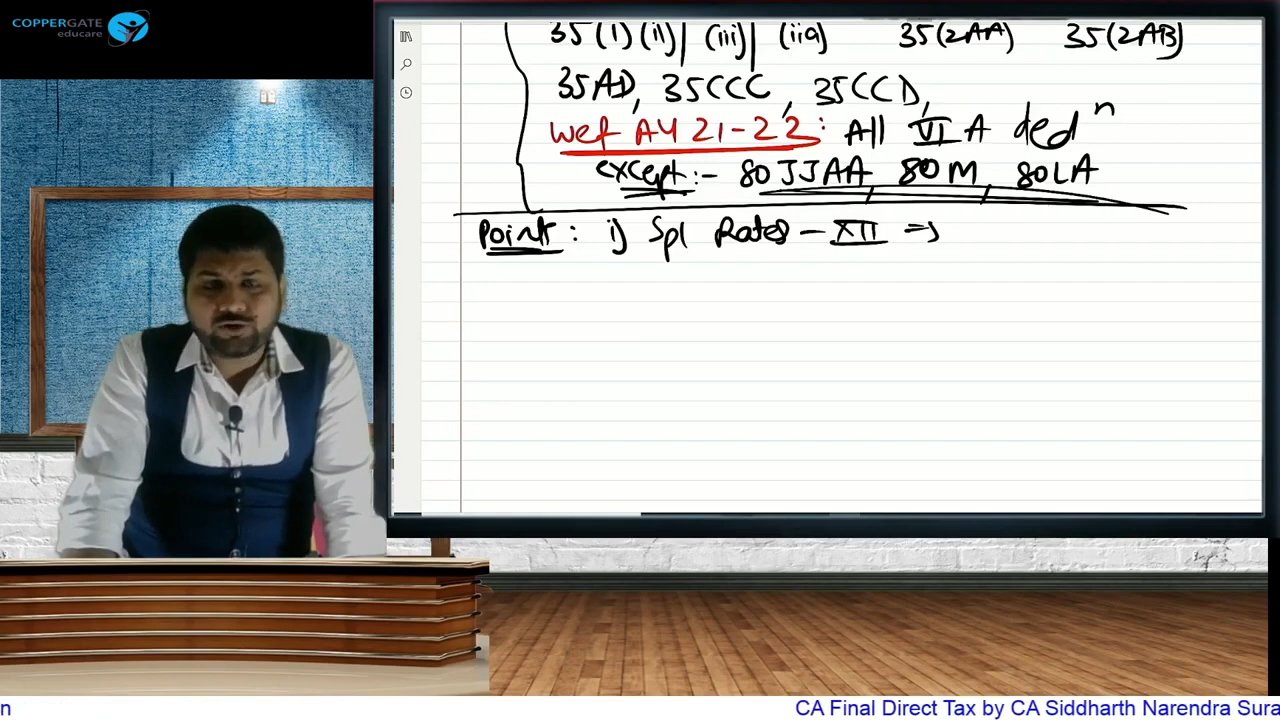 COPPERGATE
educare
35 (1) (ii)| (iii)| (iia) 35(2AA) 35(2AB)
35AD, 35CCC, 35CCD,
wef AY 21-22: All VI A dedⁿ
except:- 80JJAA 80M, 80LA
Point: i) Spl Rates - XII ⇒
n
CA Final Direct Tax by CA Siddharth Narendra Sura